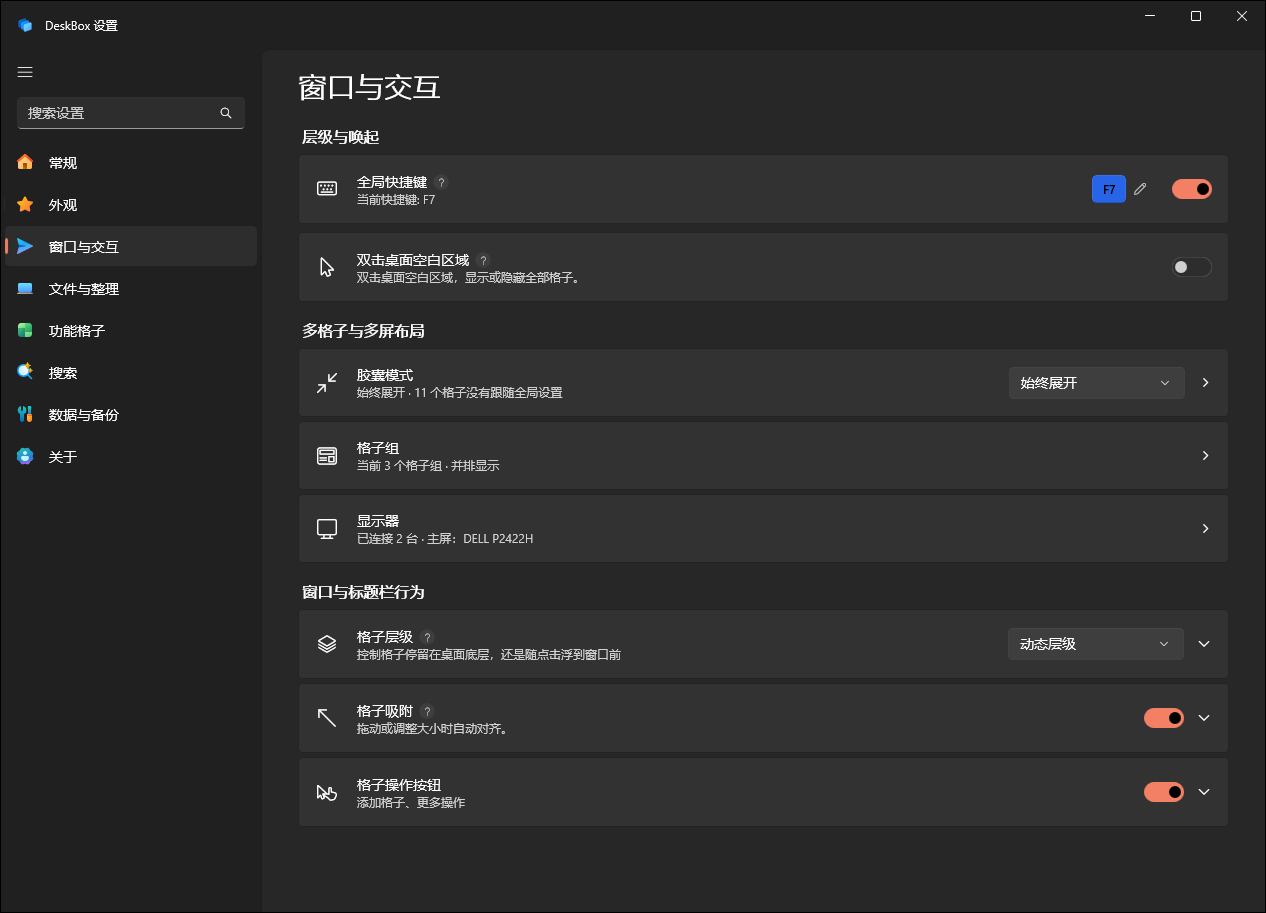 DeskBox 设置
搜索设置
常规
外观
窗口与交互
文件与整理
功能格子
搜索
数据与备份
关于
窗口与交互
层级与唤起
全局快捷键 ?
当前快捷键: F7
F7
双击桌面空白区域 ?
双击桌面空白区域，显示或隐藏全部格子。
多格子与多屏布局
胶囊模式
始终展开 · 11 个格子没有跟随全局设置
始终展开
格子组
当前 3 个格子组 · 并排显示
显示器
已连接 2 台 · 主屏：DELL P2422H
窗口与标题栏行为
格子层级 ?
控制格子停留在桌面底层，还是随点击浮到窗口前
动态层级
格子吸附 ?
拖动或调整大小时自动对齐。
格子操作按钮
添加格子、更多操作